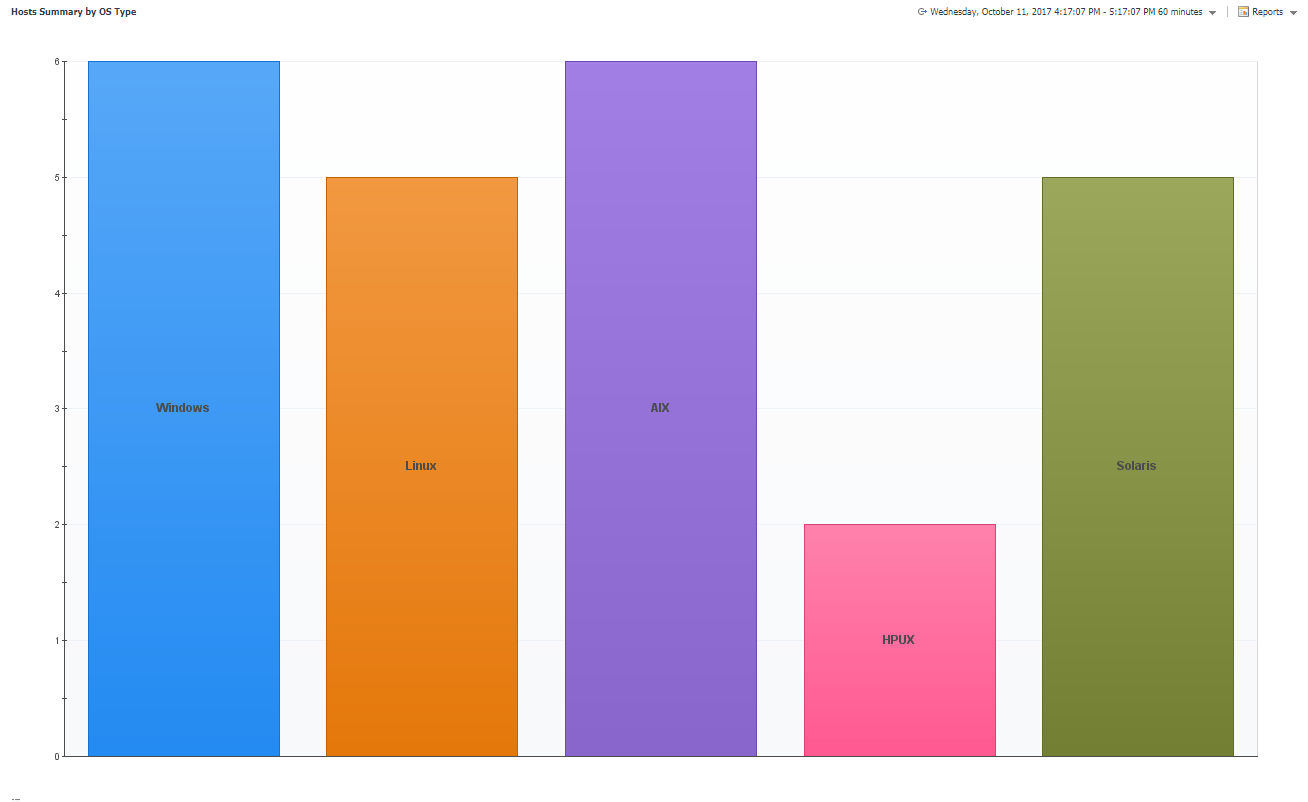 Hosts Summary by OS Type
Wednesday, October 11, 2017 4:17:07 PM - 5:17:07 PM 60 minutes
Reports
6
5
4
3
2
1
0
Windows
Linux
AIX
HPUX
Solaris